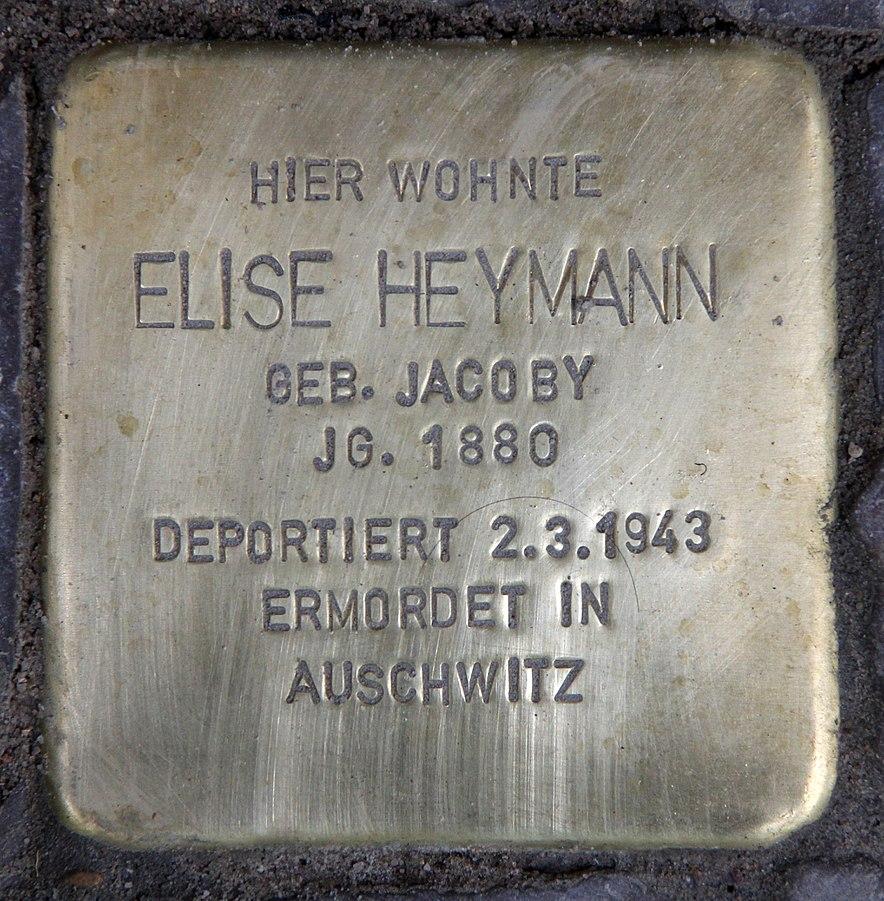 HIER WOHNTE
ELISE HEYMANN
GEB. JACOBY
JG. 1880
DEPORTIERT 2.3.1943
ERMORDET IN
AUSCHWITZ